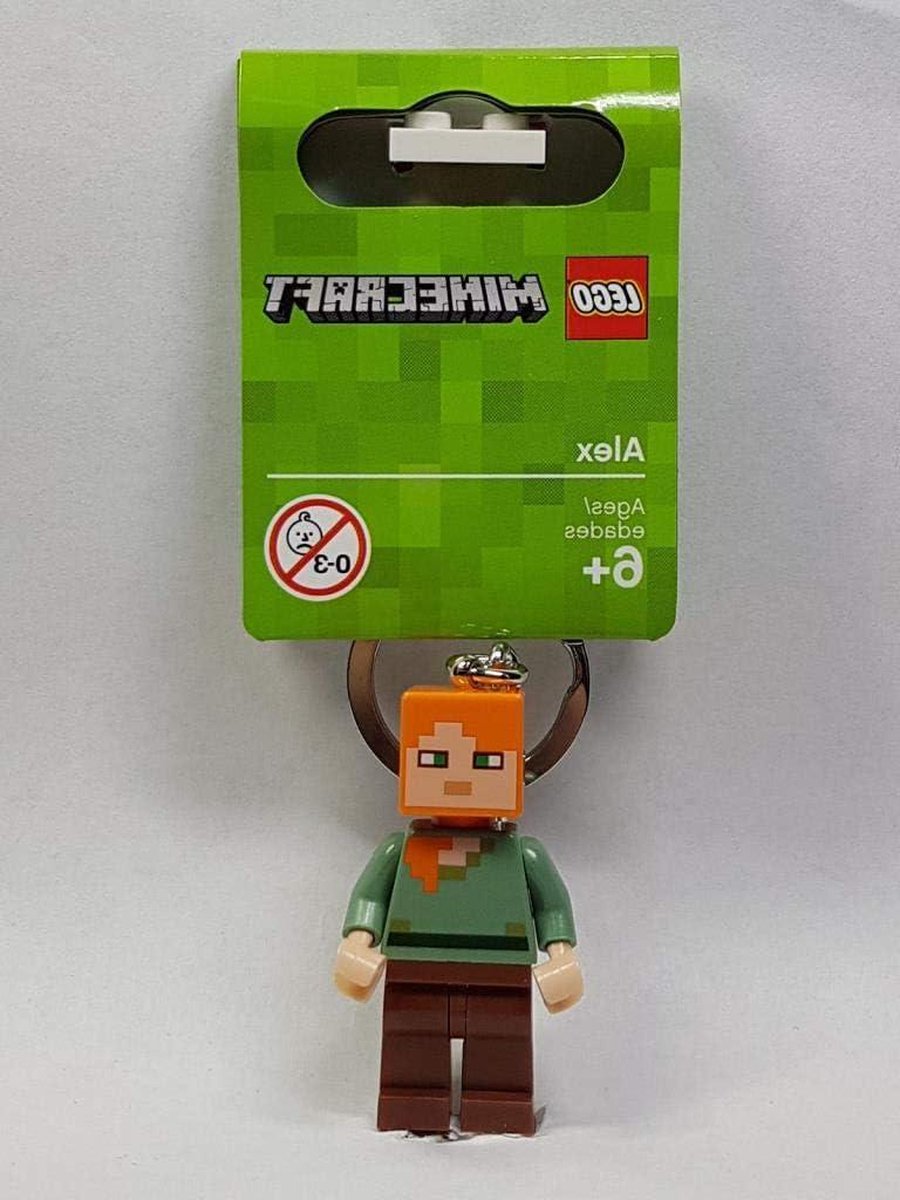 LEGO MINECRAFT
Alex
Ages/
edades
6+
0-3